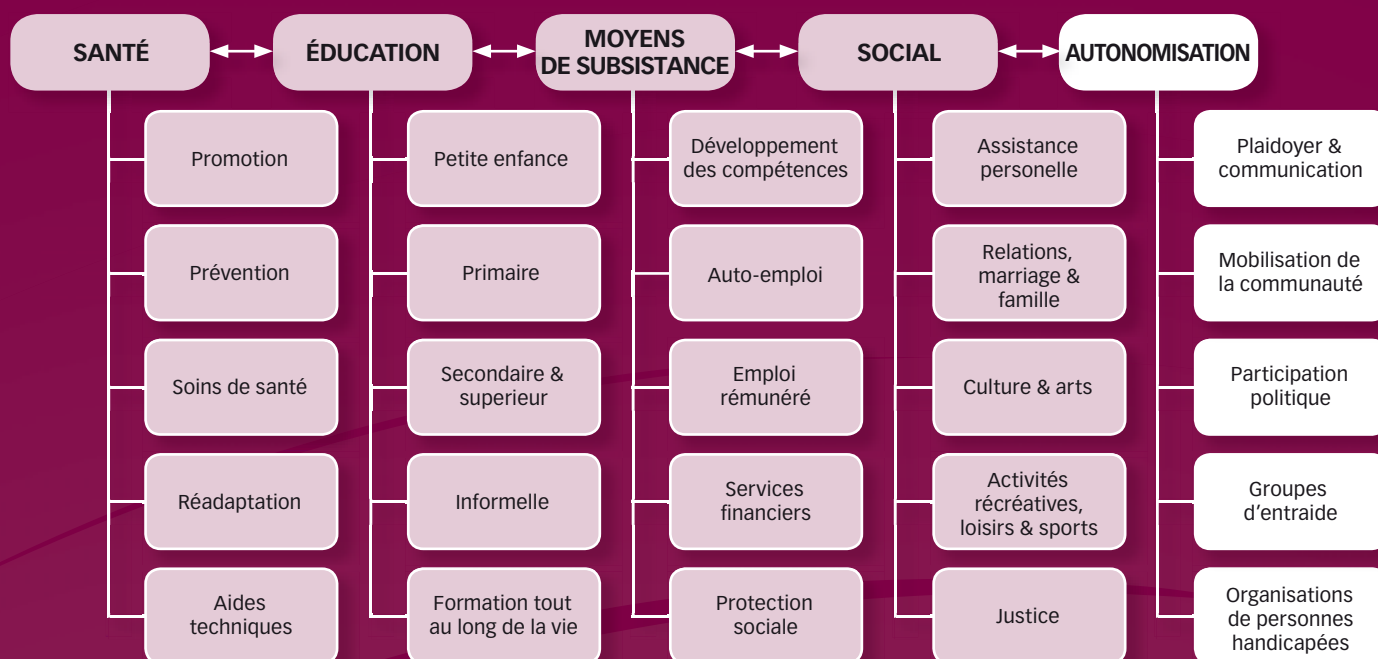 SANTÉ
ÉDUCATION
MOYENS
DE SUBSISTANCE
SOCIAL
AUTONOMISATION
Promotion
Petite enfance
Développement
des compétences
Assistance
personelle
Plaidoyer &
communication
Prévention
Primaire
Auto-emploi
Relations,
marriage &
famille
Mobilisation de
la communauté
Soins de santé
Secondaire &
superieur
Emploi
rémunéré
Culture & arts
Participation
politique
Réadaptation
Informelle
Services
financiers
Activités
récréatives,
loisirs & sports
Groupes
d'entraide
Aides
techniques
Formation tout
au long de la vie
Protection
sociale
Justice
Organisations
de personnes
handicapées